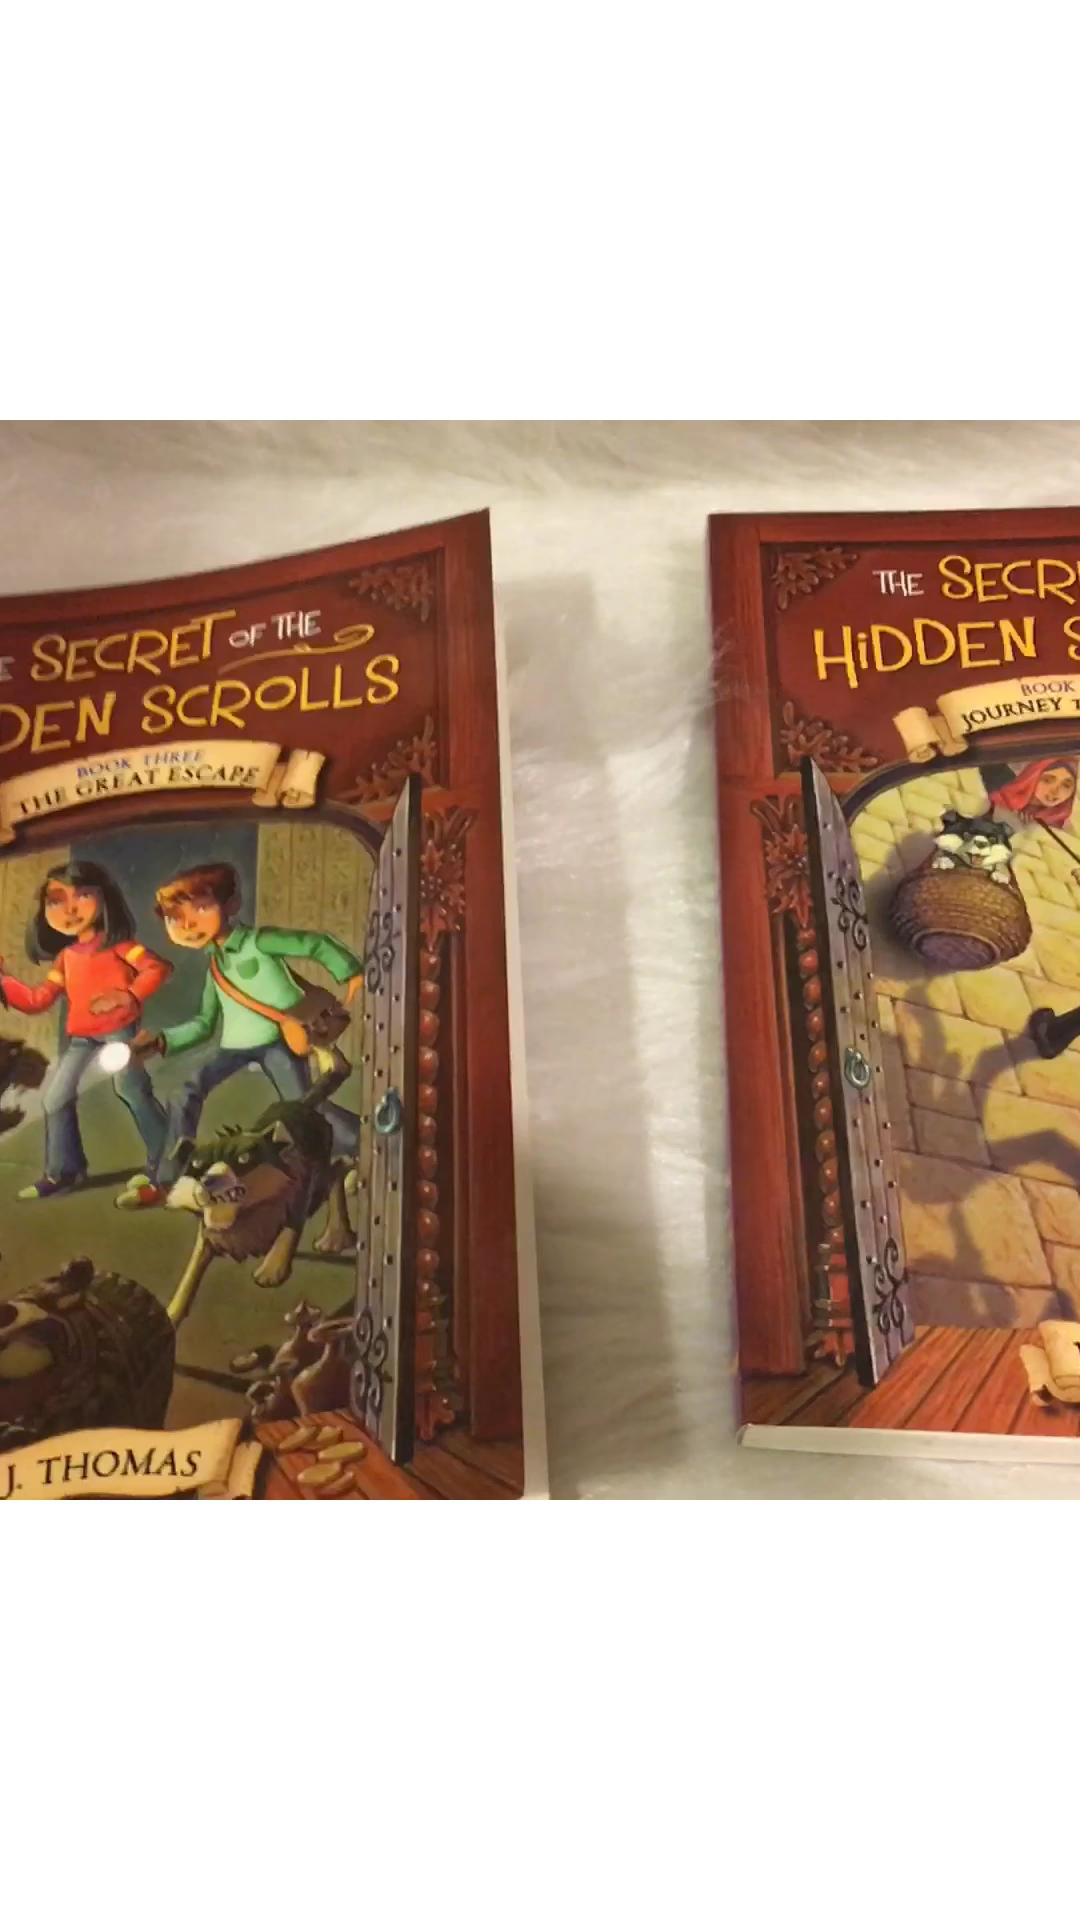 SECRET OF THE
DEN SCROLLS
BOOK THREE
THE GREAT ESCAPE
J. THOMAS
THE SECR
HiDDEN S
BOOK
JOURNEY T